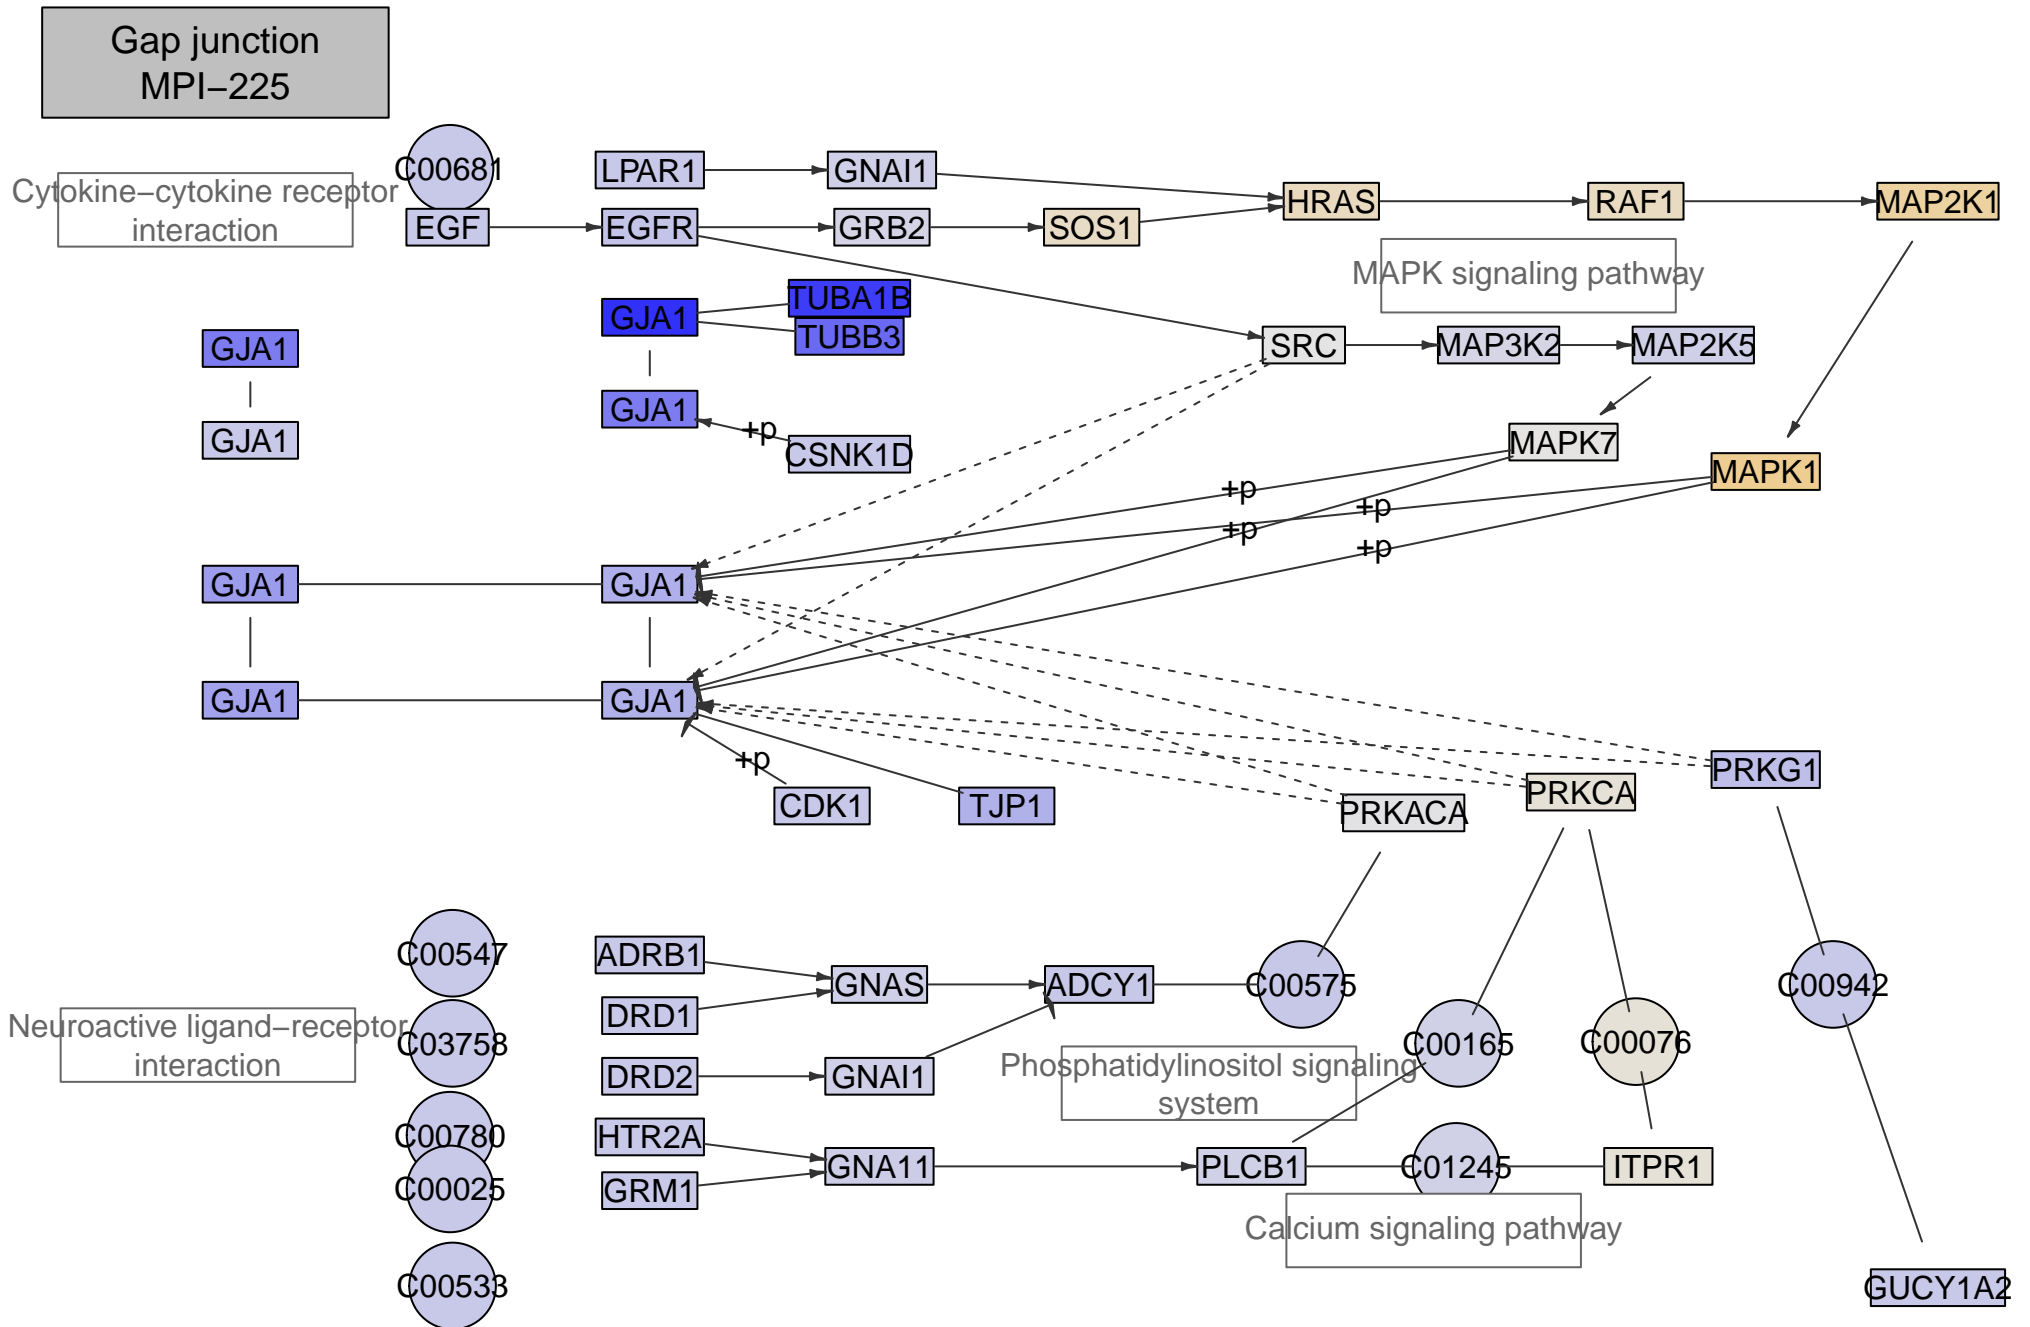 Gap junction
MPI−225
C00681
Cytokine−cytokine receptor
interaction
LPAR1
GNAI1
HRAS
RAF1
MAP2K1
EGF
EGFR
GRB2
SOS1
MAPK signaling pathway
TUBA1B
GJA1
TUBB3
GJA1
SRC
MAP3K2
MAP2K5
GJA1
GJA1
+p
CSNK1D
MAPK7
MAPK1
+p
+p
+p
+p
GJA1
GJA1
GJA1
GJA1
+p
PRKG1
CDK1
TJP1
PRKACA
PRKCA
C00547
ADRB1
GNAS
ADCY1
C00575
C00942
DRD1
Neuroactive ligand−receptor
interaction
C03758
C00165
C00076
DRD2
GNAI1
Phosphatidylinositol signaling
system
C00780
HTR2A
GNA11
PLCB1
C01245
ITPR1
C00025
GRM1
Calcium signaling pathway
C00533
GUCY1A2